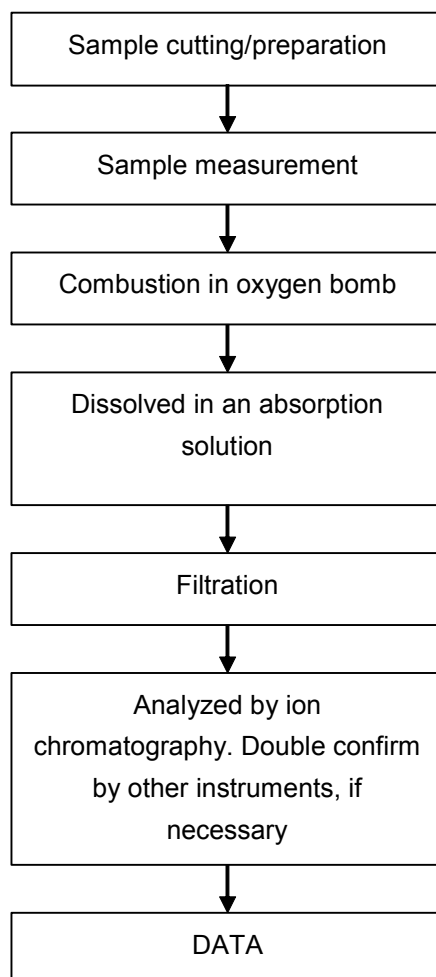 Sample cutting/preparation
Sample measurement
Combustion in oxygen bomb
Dissolved in an absorption
solution
Filtration
Analyzed by ion
chromatography. Double confirm
by other instruments, if
necessary
DATA